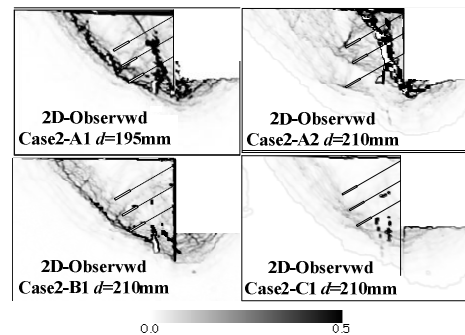 2D-Observwd
Case2-A1 d=195mm
2D-Observwd
Case2-A2 d=210mm
2D-Observwd
Case2-B1 d=210mm
2D-Observwd
Case2-C1 d=210mm
0.0 0.5